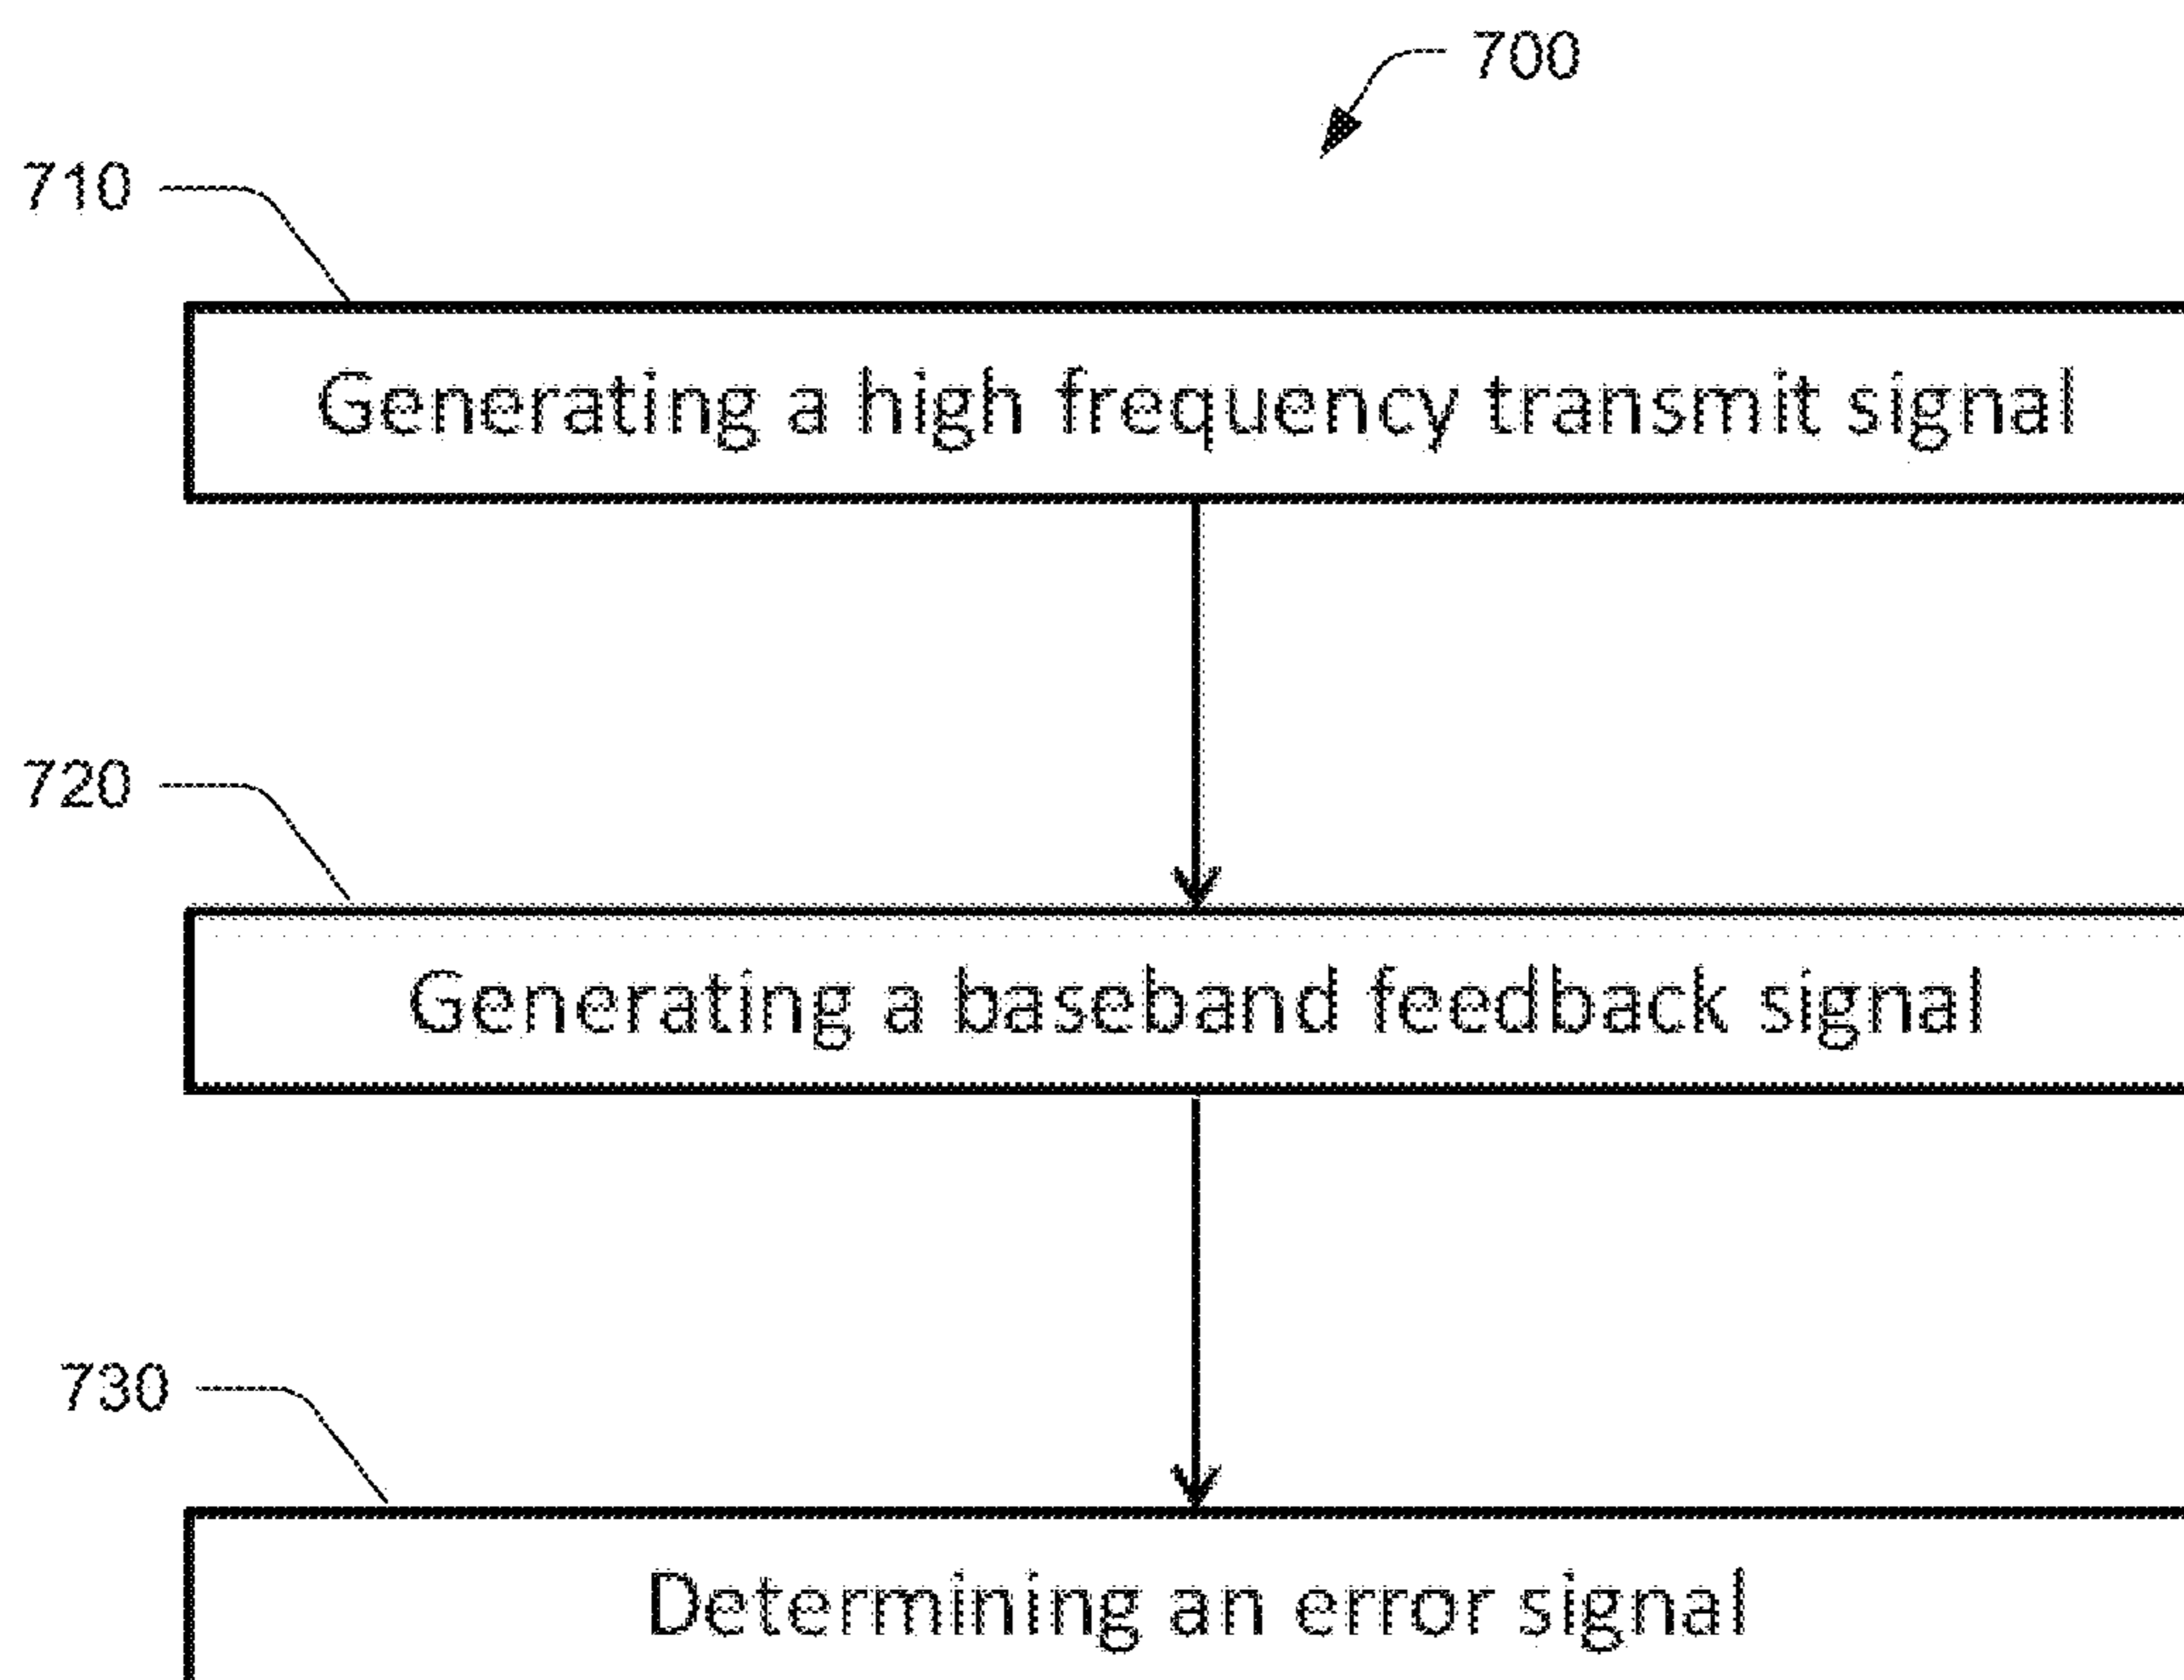 700
710
Generating a high frequency transmit signal
720
Generating a baseband feedback signal
730
Determining an error signal